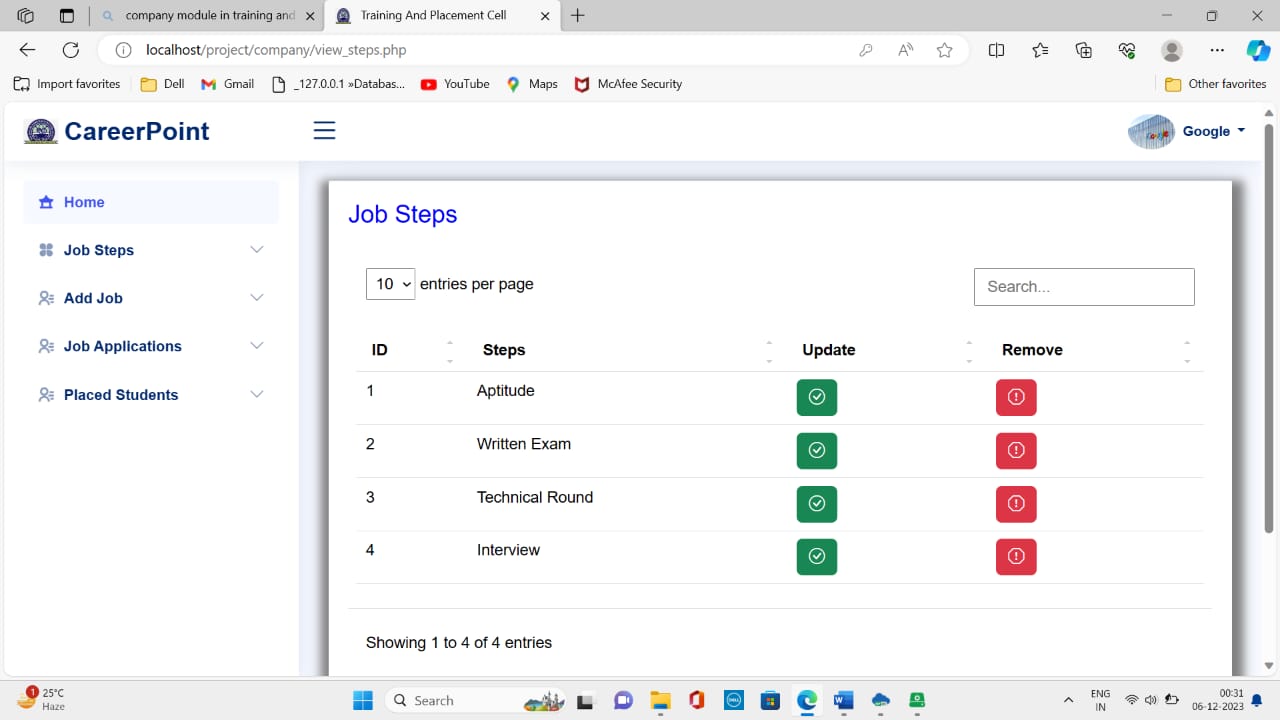 company module in training and
Training And Placement Cell
localhost/project/company/view_steps.php
Import favorites
Dell
Gmail
_127.0.0.1 »Databas...
YouTube
Maps
McAfee Security
Other favorites
CareerPoint
Google
Home
Job Steps
Add Job
Job Applications
Placed Students
Job Steps
10 entries per page
Search...
ID Steps Update Remove
1 Aptitude
2 Written Exam
3 Technical Round
4 Interview
Showing 1 to 4 of 4 entries
1
25°C
Haze
Search
ENG
IN
00:31
06-12-2023